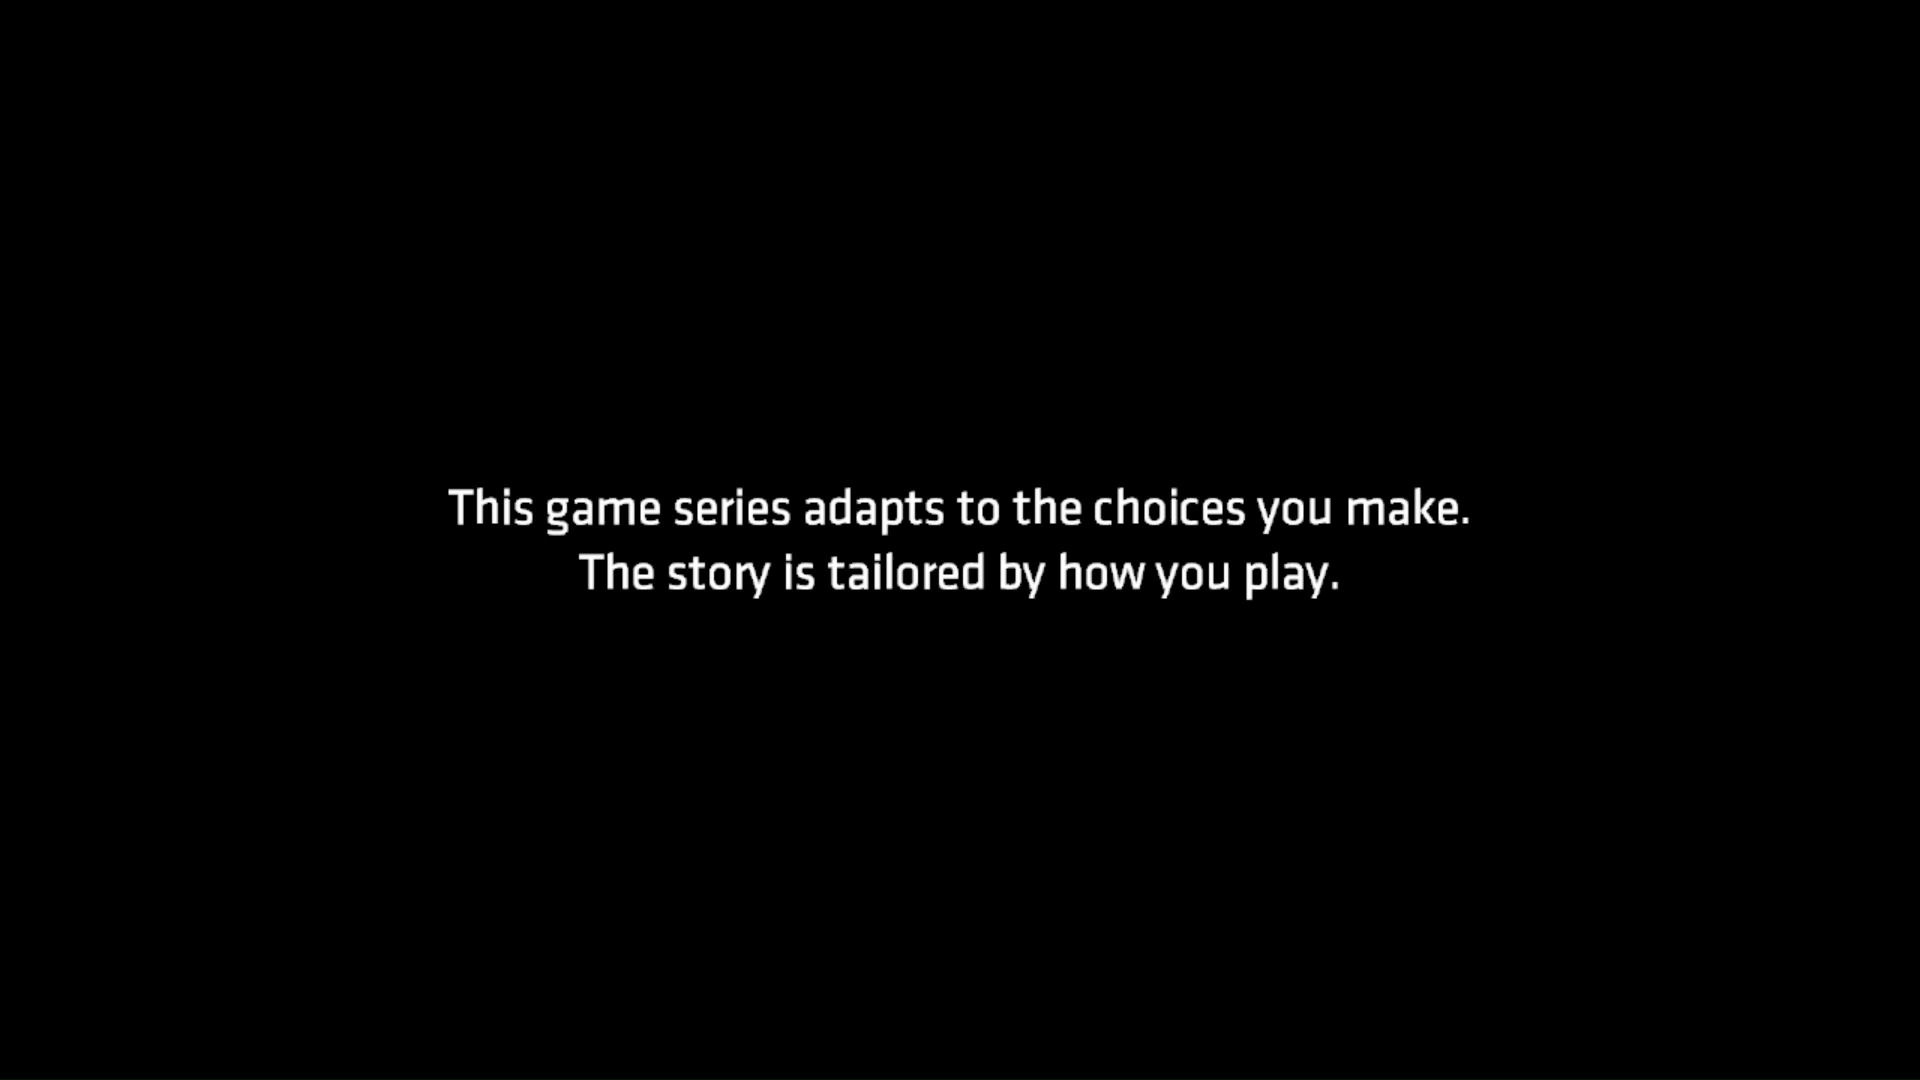 This game series adapts to the choices you make.
The story is tailored by how you play.